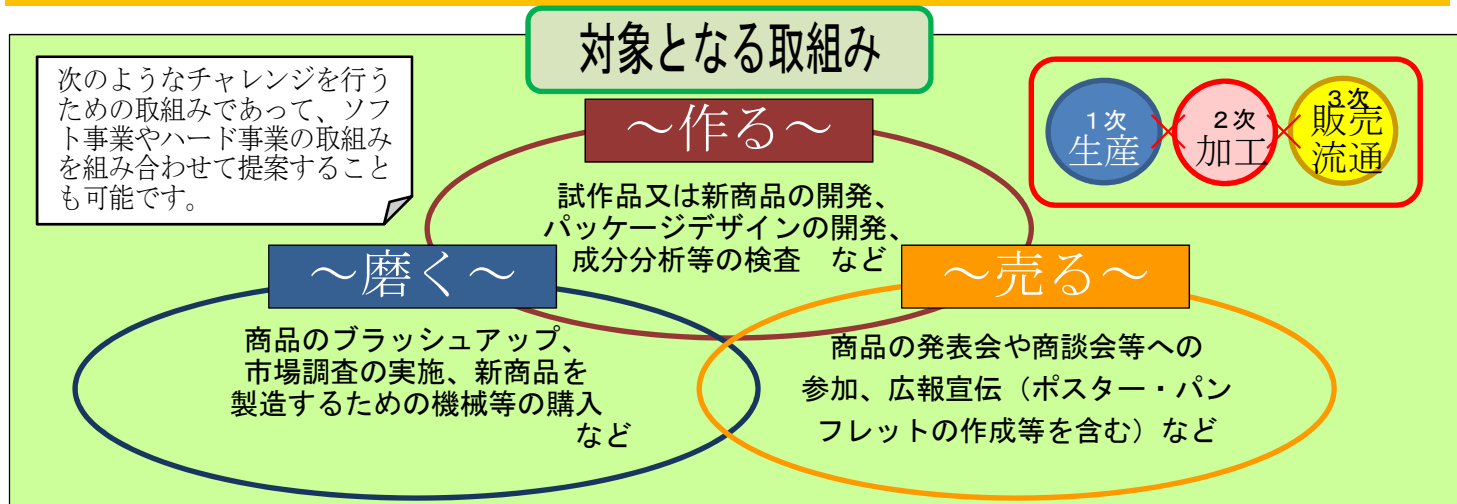 対象となる取組み
次のようなチャレンジを行う
ための取組みであって、ソフ
ト事業やハード事業の取組み
を組み合わせて提案すること
も可能です。
1次
生産
2次
加工
3次
販売
流通
~作る~
試作品又は新商品の開発、
パッケージデザインの開発、
成分分析等の検査 など
~磨く~
商品のブラッシュアップ、
市場調査の実施、新商品を
製造するための機械等の購入
など
~売る~
商品の発表会や商談会等への
参加、広報宣伝(ポスター・パン
フレットの作成等を含む)など